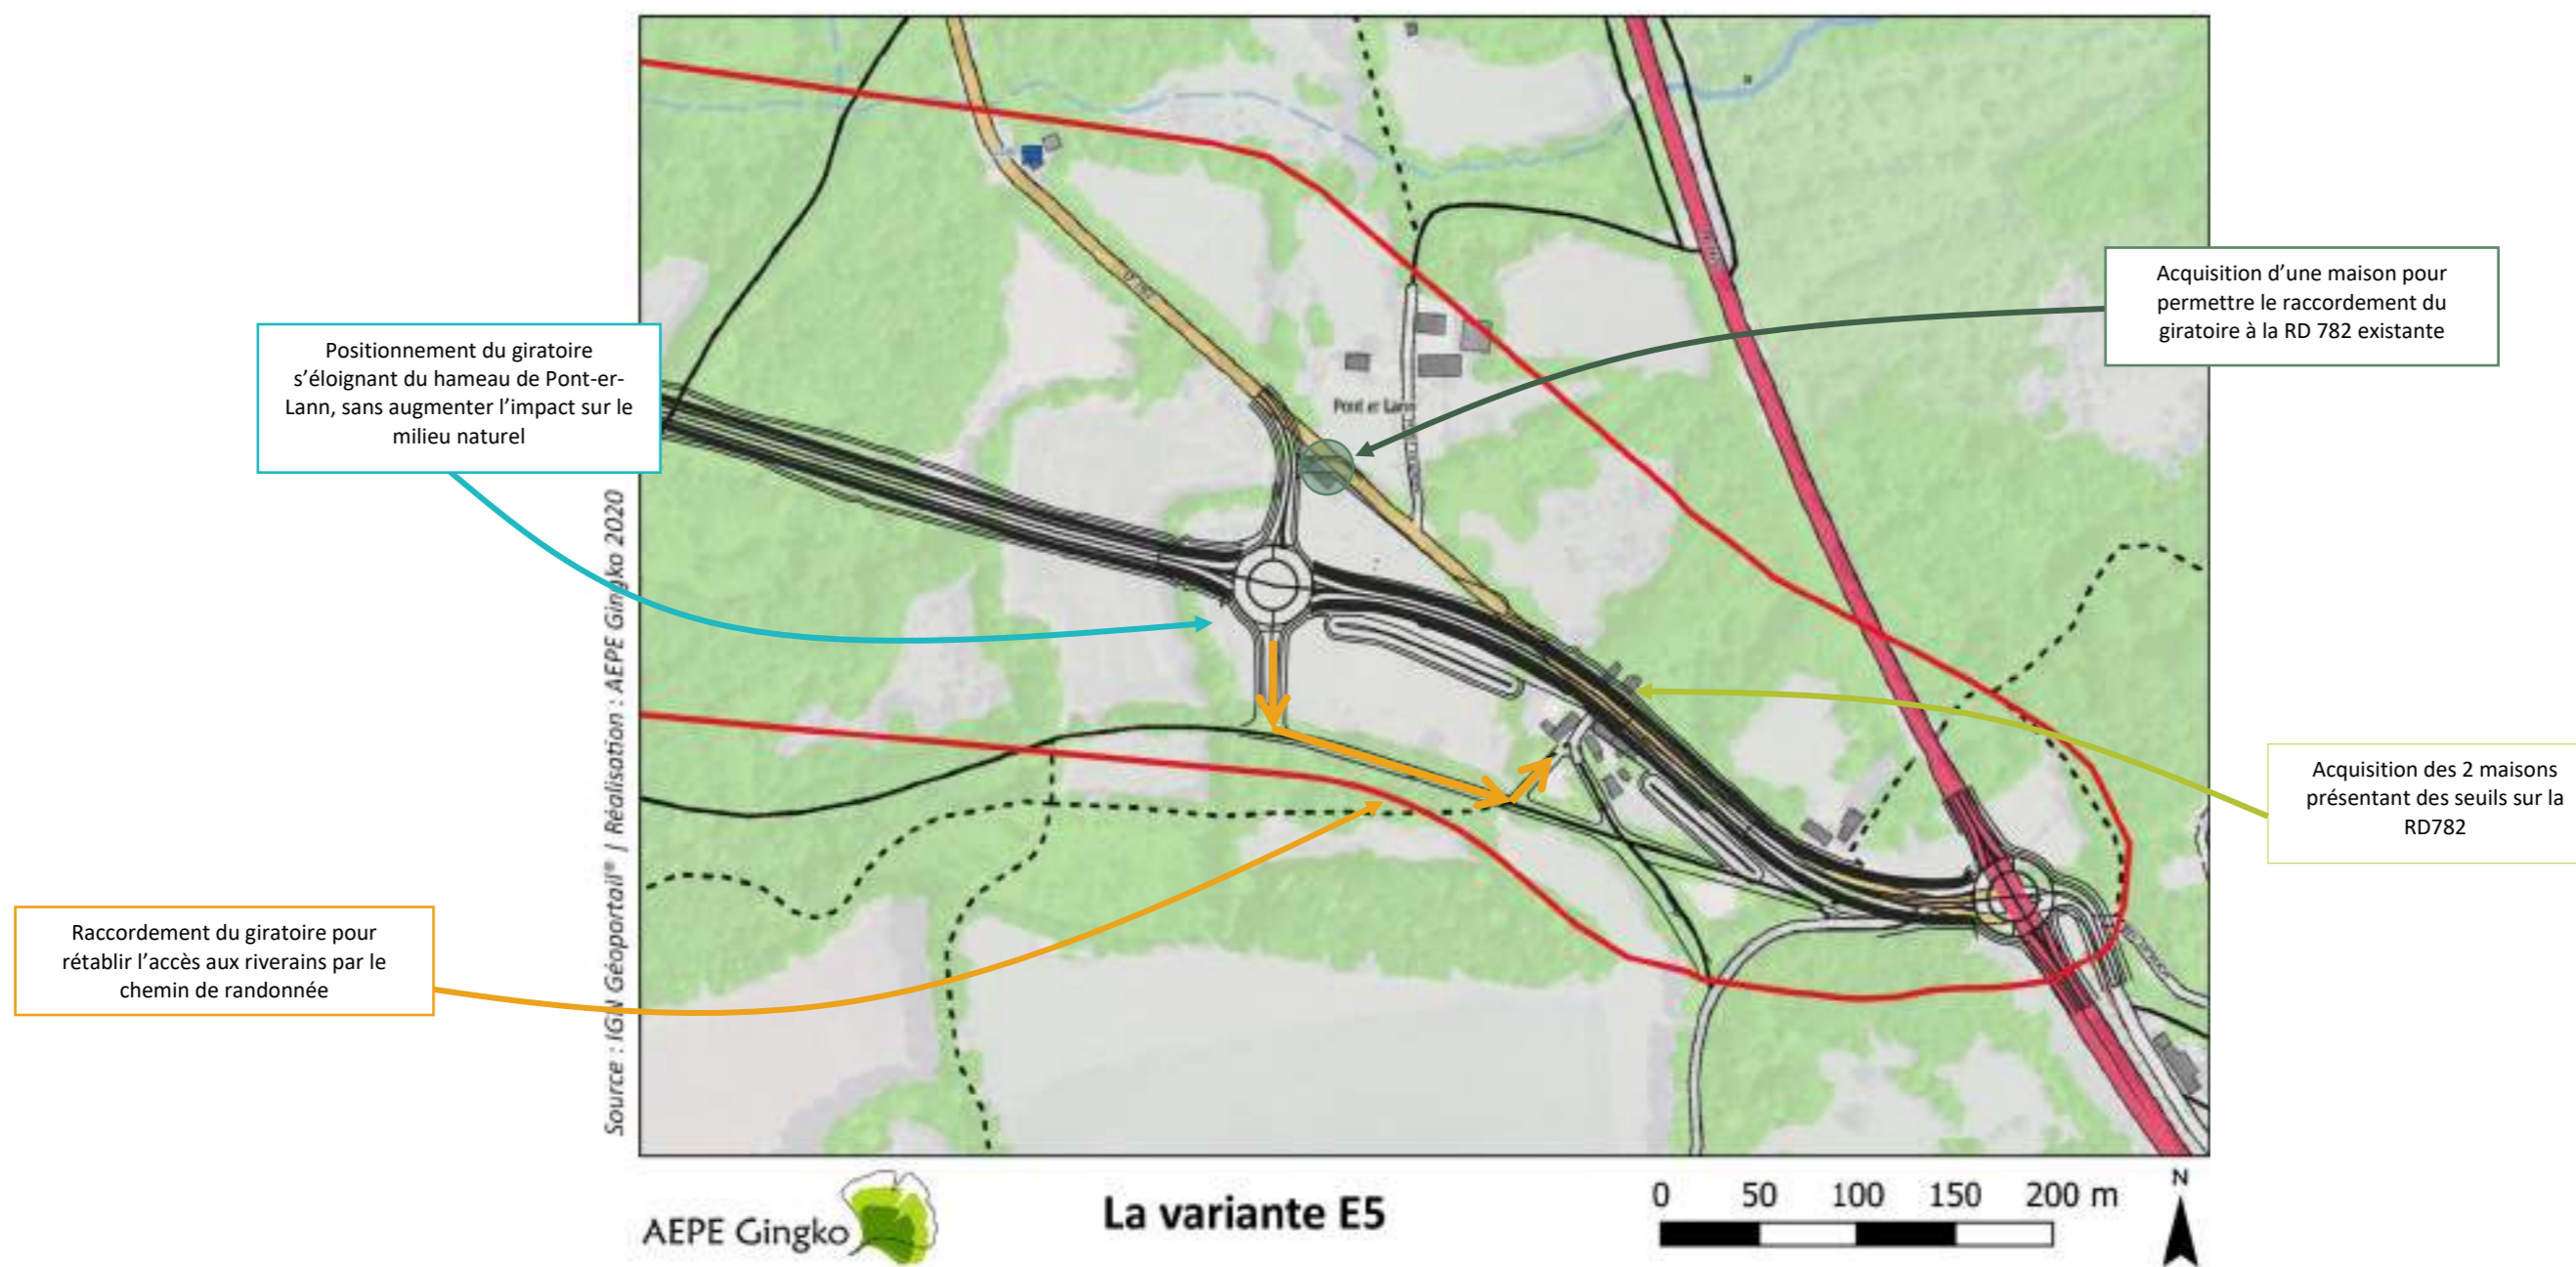 Acquisition d’une maison pour
permettre le raccordement du
giratoire à la RD 782 existante
Positionnement du giratoire
s’éloignant du hameau de Pont-er-
Lann, sans augmenter l’impact sur le
milieu naturel
Pont er Lann
Acquisition des 2 maisons
présentant des seuils sur la
RD782
Raccordement du giratoire pour
rétablir l’accès aux riverains par le
chemin de randonnée
Source : IGN Géoportail® | Réalisation : AEPE Gingko 2020
AEPE Gingko
La variante E5
0 50 100 150 200 m
N